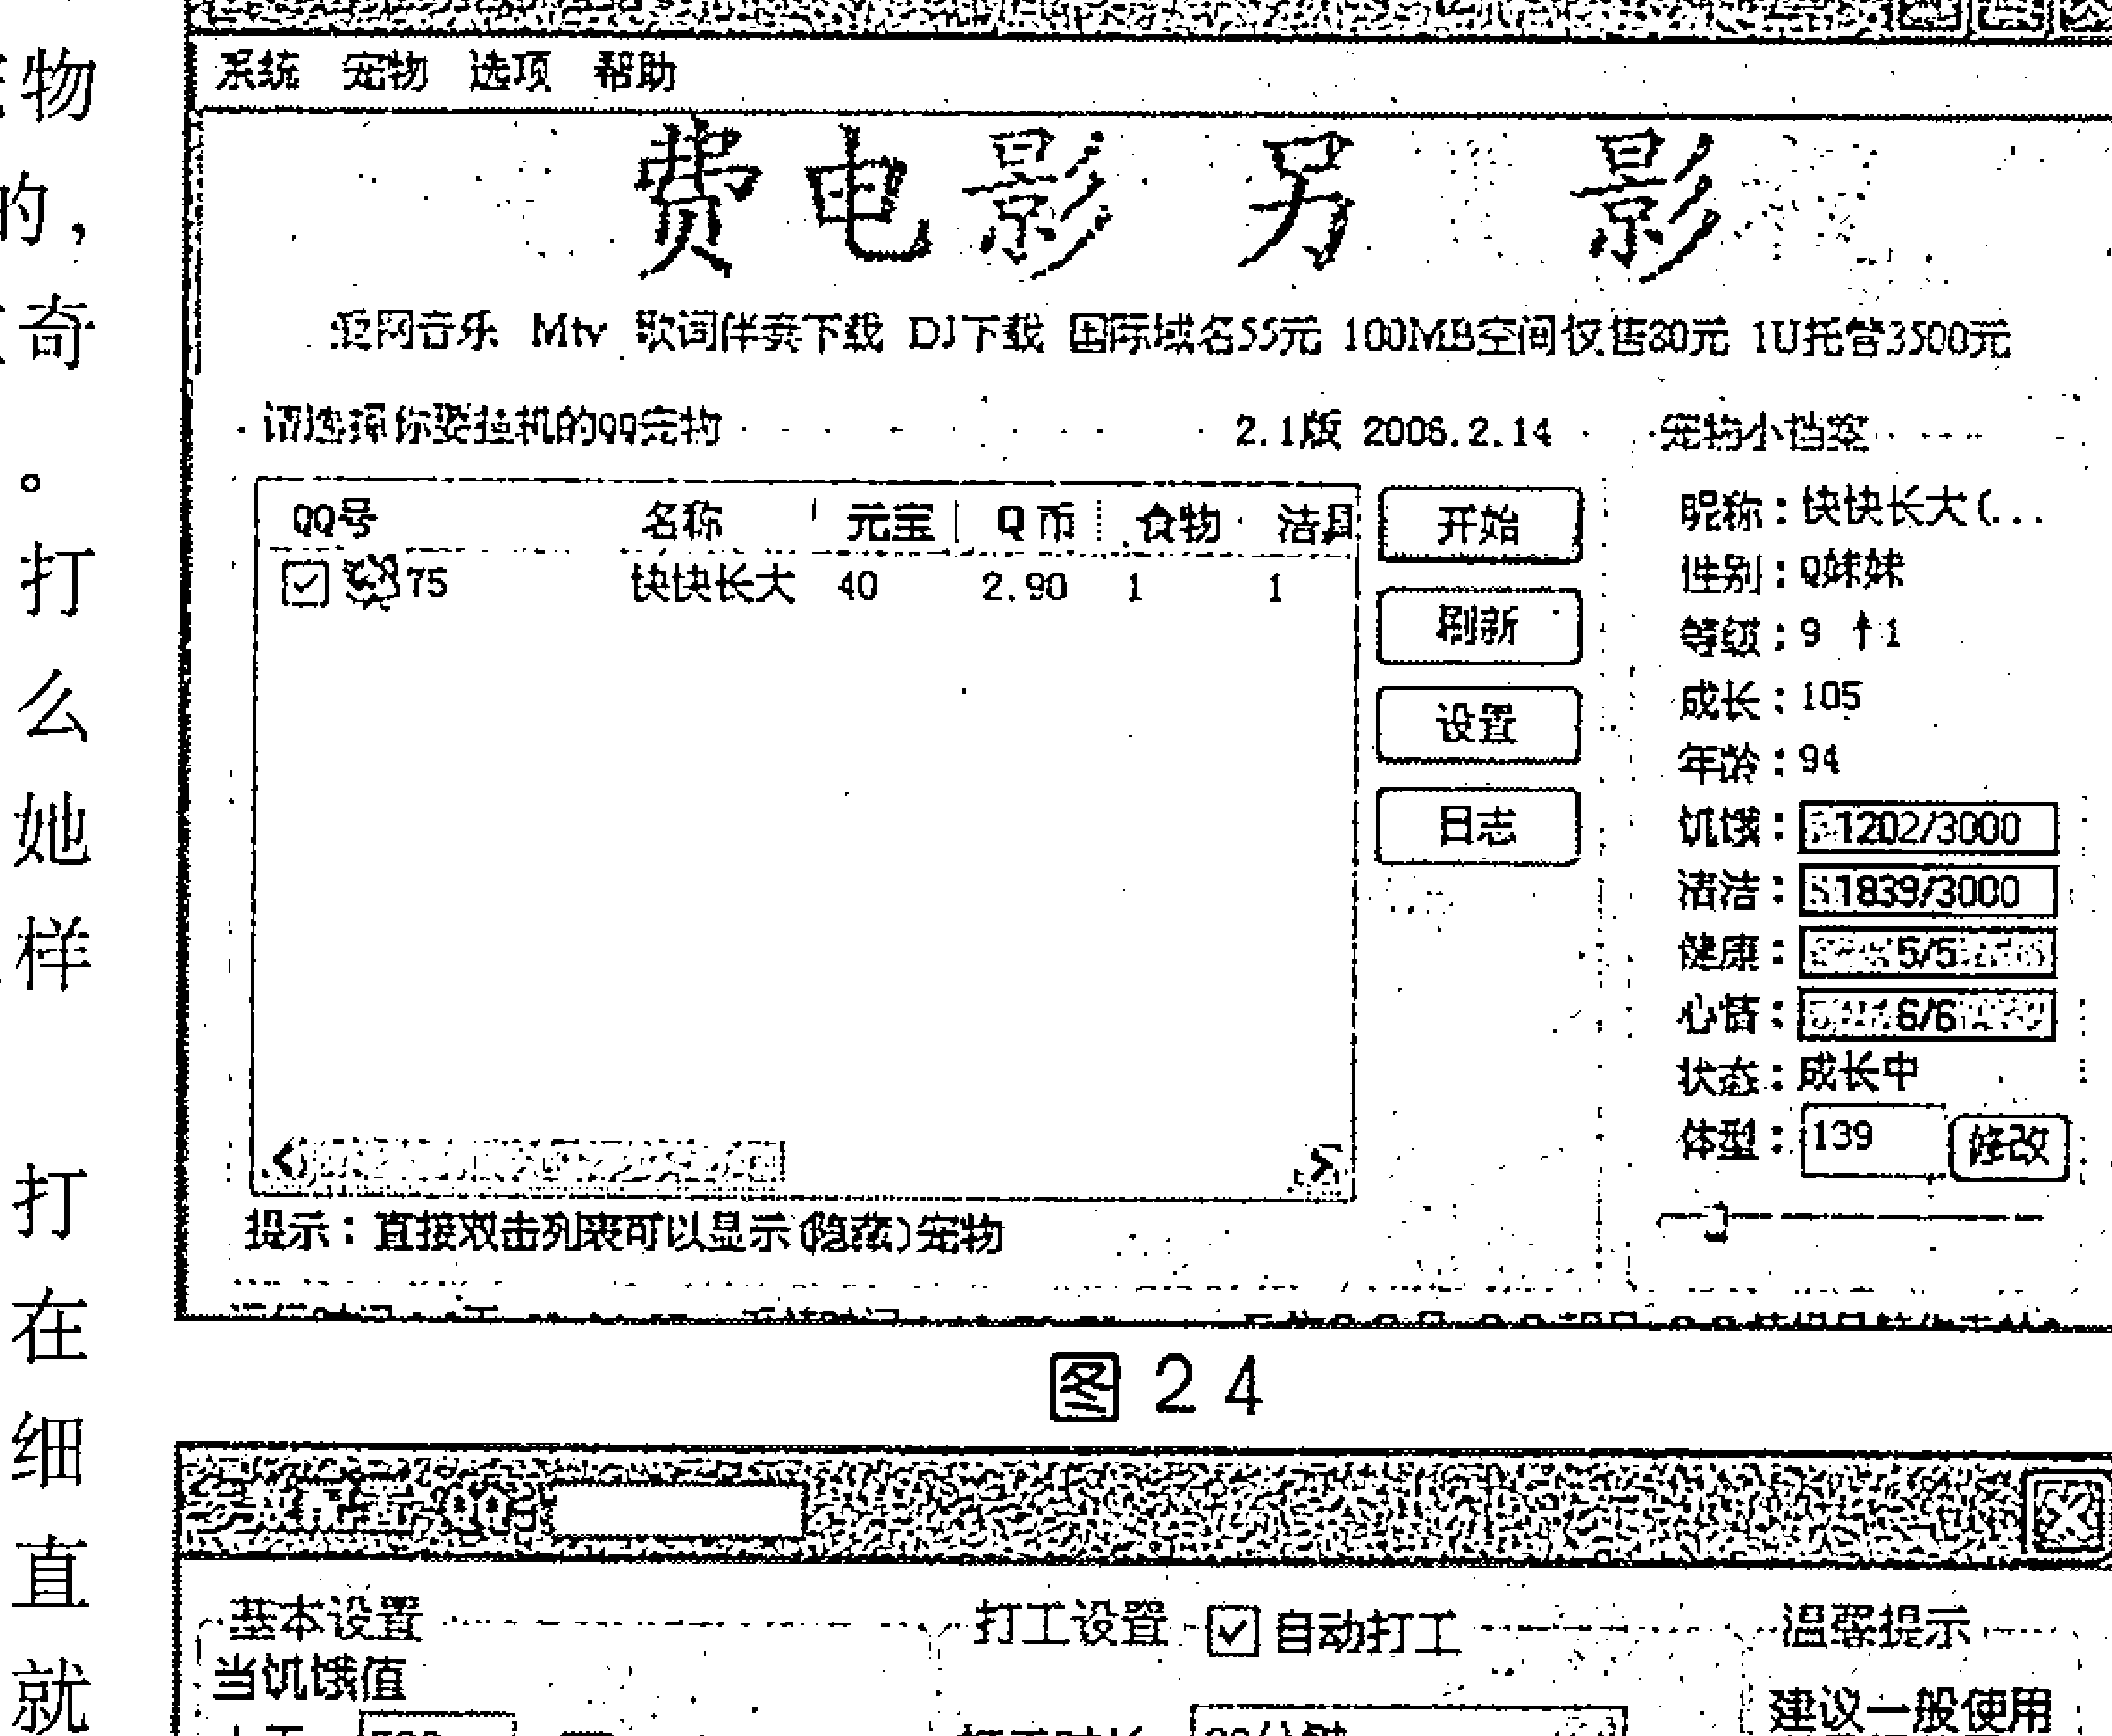 物
的，
奇
。
打
么
她
样
打
在
细
直
就
系统 宠物 选项 帮助
费电影 另 影
音乐 Mtv 歌词伴奏下载 DJ下载 国际域名55元 100MB空间仅售80元 1U托管3500元
请选择你要挂机的QQ宠物 2.1版 2006.2.14
QQ号 名称 元宝 Q币 食物 洁具
75 快快长大 40 2.90 1 1
开始
刷新
设置
日志
提示：直接双击列表可以显示(隐藏)宠物
宠物小档案
昵称：快快长大(...
性别：Q妹妹
等级：9 ↑1
成长：105
年龄：94
饥饿：1202/3000
清洁：1839/3000
健康：5/5
心情：6/6
状态：成长中
体型：139 修改
图 2 4
基本设置
当饥饿值
打工设置 自动打工
温馨提示
建议一般使用